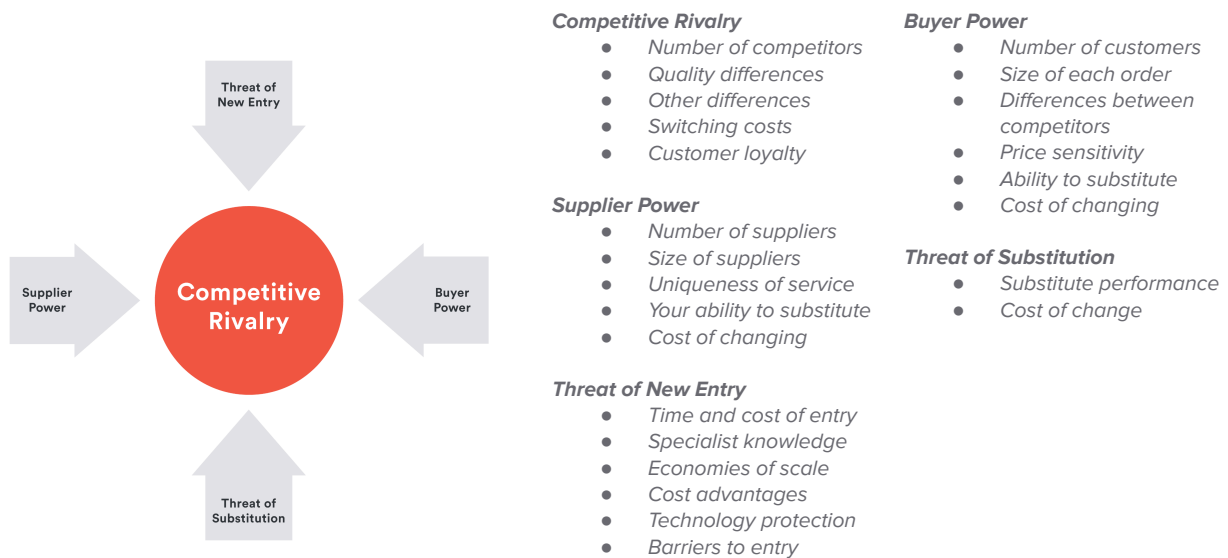 Threat of
New Entry
Supplier
Power
Competitive
Rivalry
Buyer
Power
Threat of
Substitution
Competitive Rivalry
● Number of competitors
● Quality differences
● Other differences
● Switching costs
● Customer loyalty
Supplier Power
● Number of suppliers
● Size of suppliers
● Uniqueness of service
● Your ability to substitute
● Cost of changing
Threat of New Entry
● Time and cost of entry
● Specialist knowledge
● Economies of scale
● Cost advantages
● Technology protection
● Barriers to entry
Buyer Power
● Number of customers
● Size of each order
● Differences between
competitors
● Price sensitivity
● Ability to substitute
● Cost of changing
Threat of Substitution
● Substitute performance
● Cost of change